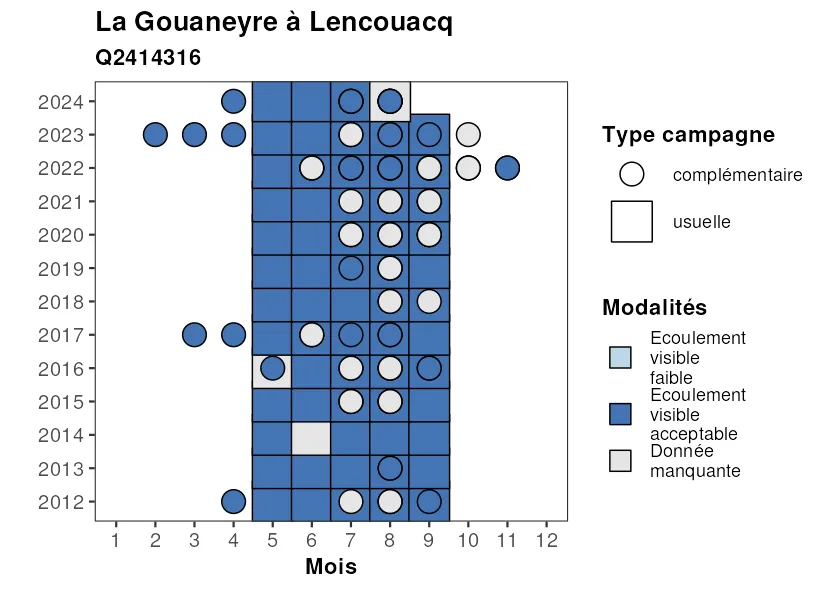 La Gouaneyre à Lencouacq
Q2414316
2024
2023
2022
2021
2020
2019
2018
2017
2016
2015
2014
2013
2012
1 2 3 4 5 6 7 8 9 10 11 12
Mois
Type campagne
complémentaire
usuelle
Modalités
Ecoulement
visible
faible
Ecoulement
visible
acceptable
Donnée
manquante